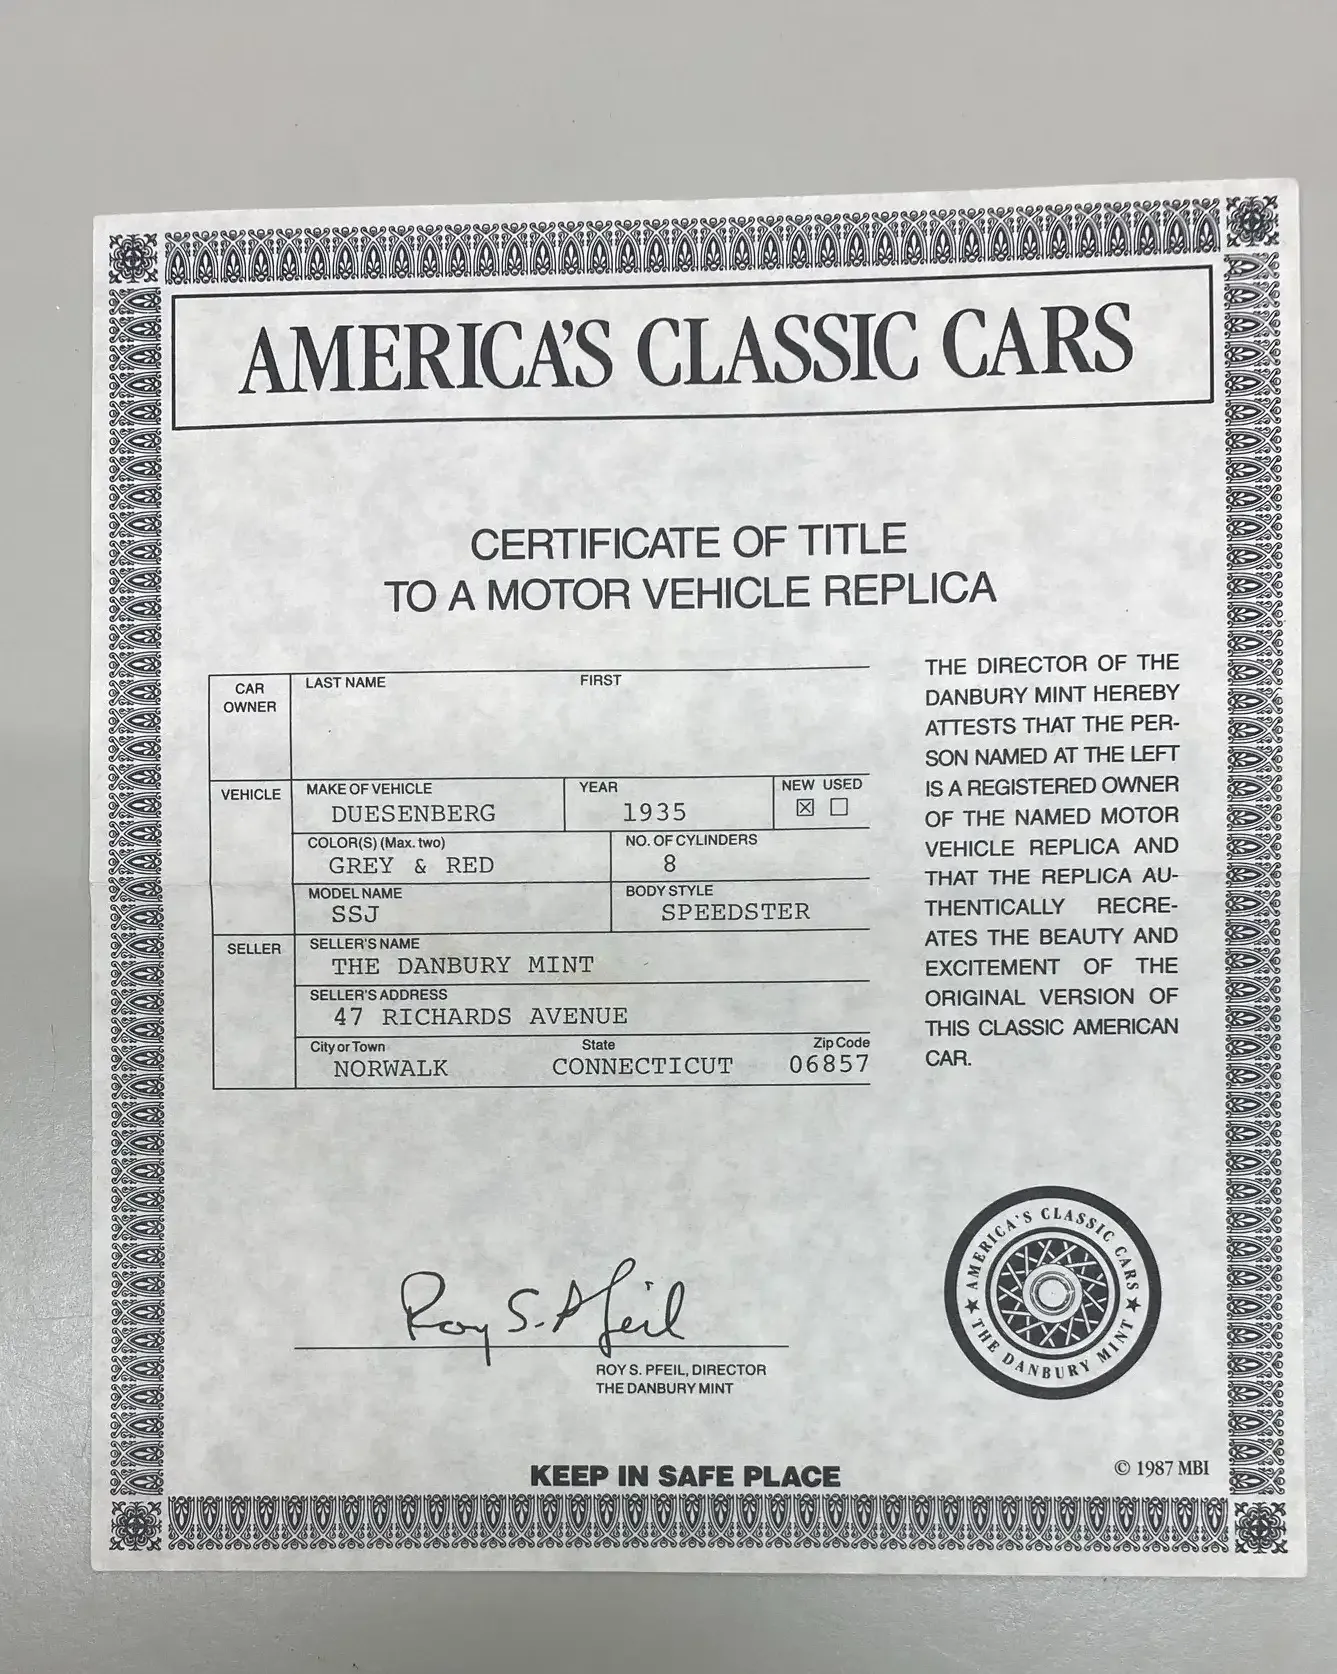 AMERICA'S CLASSIC CARS
CERTIFICATE OF TITLE
TO A MOTOR VEHICLE REPLICA
CAR
OWNER
LAST NAME FIRST
VEHICLE
MAKE OF VEHICLE YEAR NEW USED
DUESENBERG 1935 ☒ ☐
COLOR(S) (Max. two) NO. OF CYLINDERS
GREY & RED 8
MODEL NAME BODY STYLE
SSJ SPEEDSTER
SELLER
SELLER'S NAME
THE DANBURY MINT
SELLER'S ADDRESS
47 RICHARDS AVENUE
City or Town State Zip Code
NORWALK CONNECTICUT 06857
THE DIRECTOR OF THE
DANBURY MINT HEREBY
ATTESTS THAT THE PER-
SON NAMED AT THE LEFT
IS A REGISTERED OWNER
OF THE NAMED MOTOR
VEHICLE REPLICA AND
THAT THE REPLICA AU-
THENTICALLY RECRE-
ATES THE BEAUTY AND
EXCITEMENT OF THE
ORIGINAL VERSION OF
THIS CLASSIC AMERICAN
CAR.
Roy S. Pfeil
ROY S. PFEIL, DIRECTOR
THE DANBURY MINT
★ AMERICA'S CLASSIC CARS ★
THE DANBURY MINT
KEEP IN SAFE PLACE
© 1987 MBI